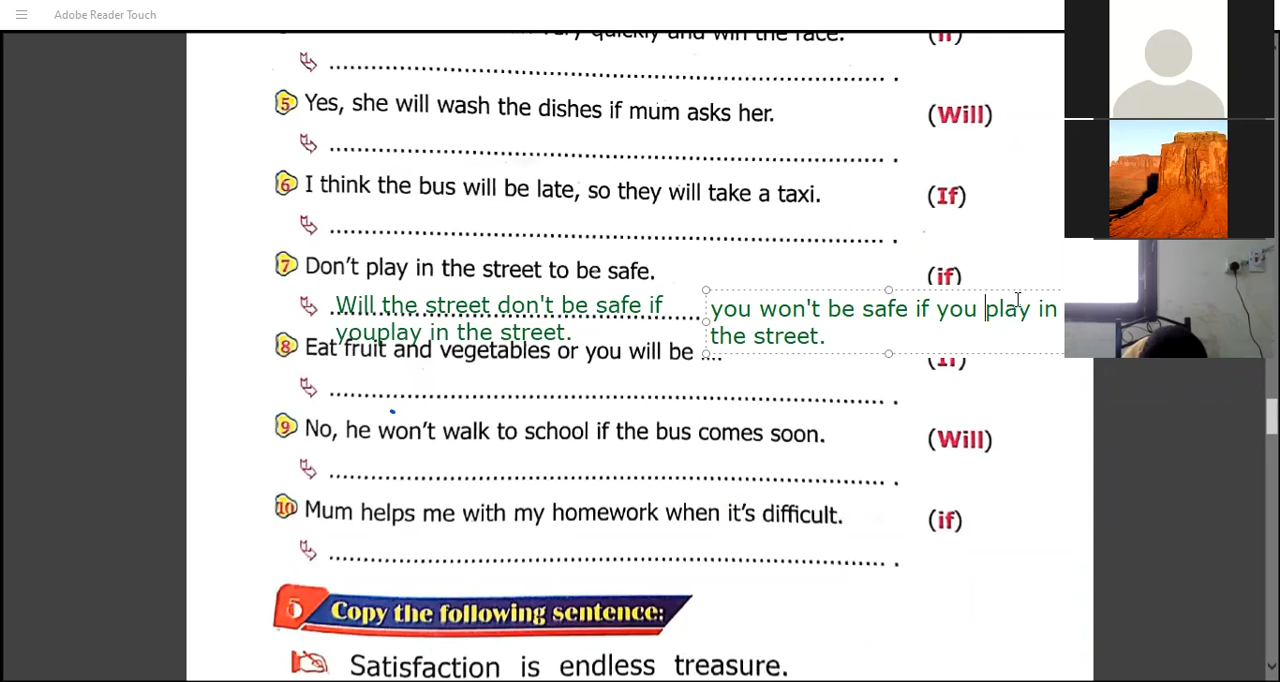 Adobe Reader Touch
very quickly and win the race. (If)
5 Yes, she will wash the dishes if mum asks her. (Will)
6 I think the bus will be late, so they will take a taxi. (If)
7 Don't play in the street to be safe. (if)
Will the street don't be safe if
youplay in the street.
you won't be safe if you play in
the street.
8 Eat fruit and vegetables or you will be .... (If)
9 No, he won't walk to school if the bus comes soon. (Will)
10 Mum helps me with my homework when it's difficult. (if)
5 Copy the following sentence:
Satisfaction is endless treasure.